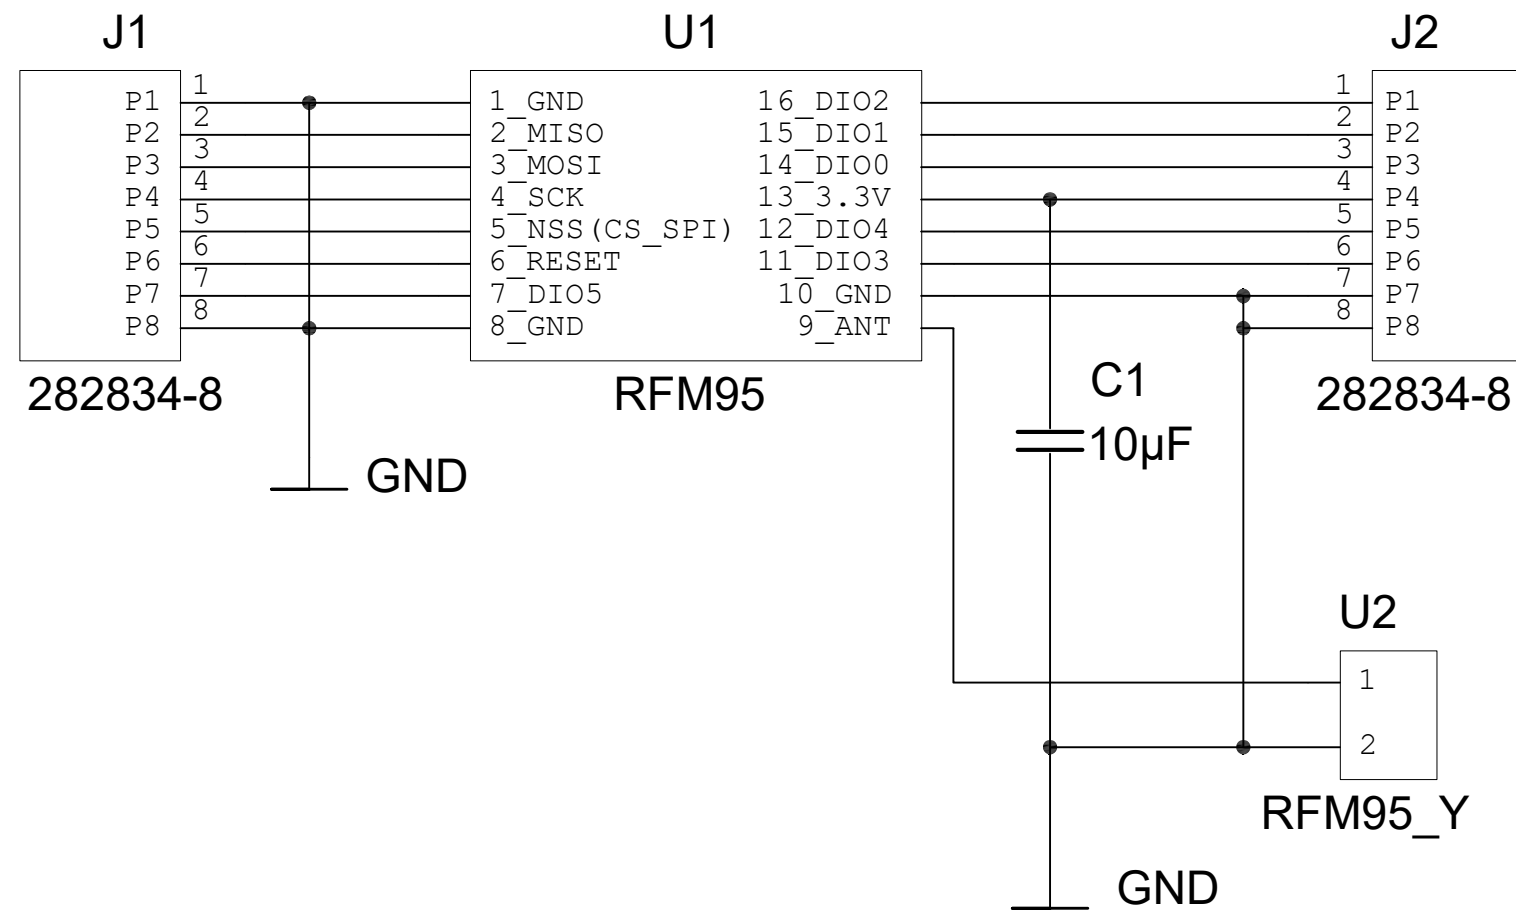 J1 U1 J2
1 1
P1 1_GND 16_DIO2 P1
2 2
P2 2_MISO 15_DIO1 P2
3 3
P3 3_MOSI 14_DIO0 P3
4 4
P4 4_SCK 13_3.3V P4
5 5
P5 5_NSS(CS_SPI) 12_DIO4 P5
6 6
P6 6_RESET 11_DIO3 P6
7 7
P7 7_DIO5 10_GND P7
8 8
P8 8_GND 9_ANT P8
282834-8 RFM95 282834-8
C1
10µF
GND
U2
1
2
RFM95_Y
GND